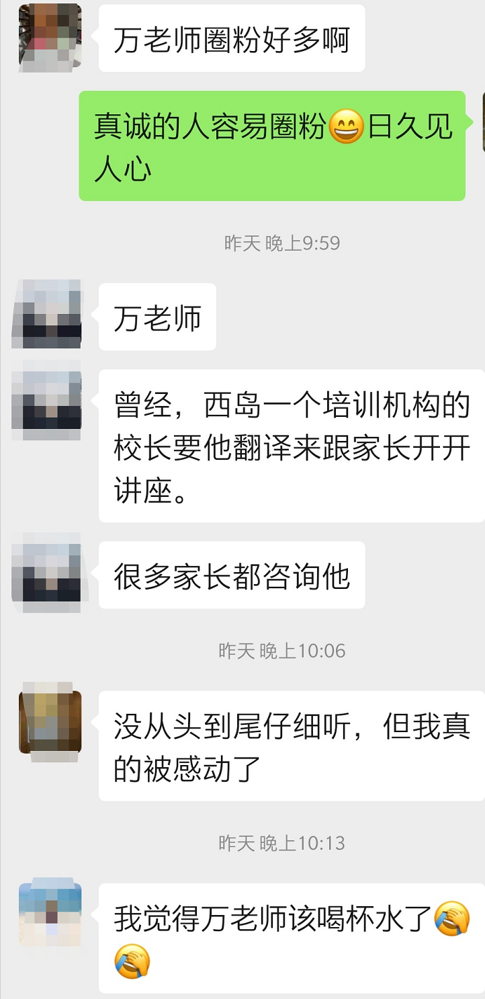 万老师圈粉好多啊
真诚的人容易圈粉😄日久见
人心
昨天 晚上9:59
万老师
曾经，西岛一个培训机构的
校长要他翻译来跟家长开开
讲座。
很多家长都咨询他
昨天 晚上10:06
没从头到尾仔细听，但我真
的被感动了
昨天 晚上10:13
我觉得万老师该喝杯水了🤦
🤦